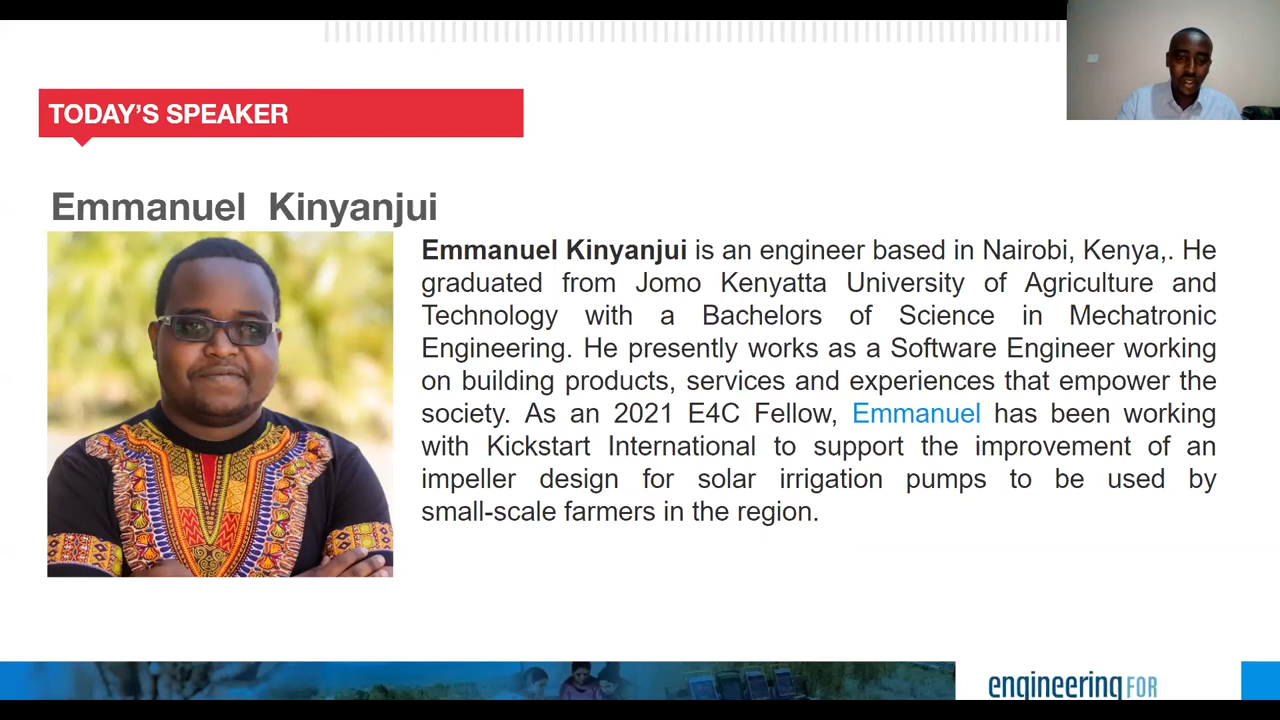 TODAY'S SPEAKER
Emmanuel Kinyanjui
Emmanuel Kinyanjui is an engineer based in Nairobi, Kenya,. He
graduated from Jomo Kenyatta University of Agriculture and
Technology with a Bachelors of Science in Mechatronic
Engineering. He presently works as a Software Engineer working
on building products, services and experiences that empower the
society. As an 2021 E4C Fellow, Emmanuel has been working
with Kickstart International to support the improvement of an
impeller design for solar irrigation pumps to be used by
small-scale farmers in the region.
engineering FOR